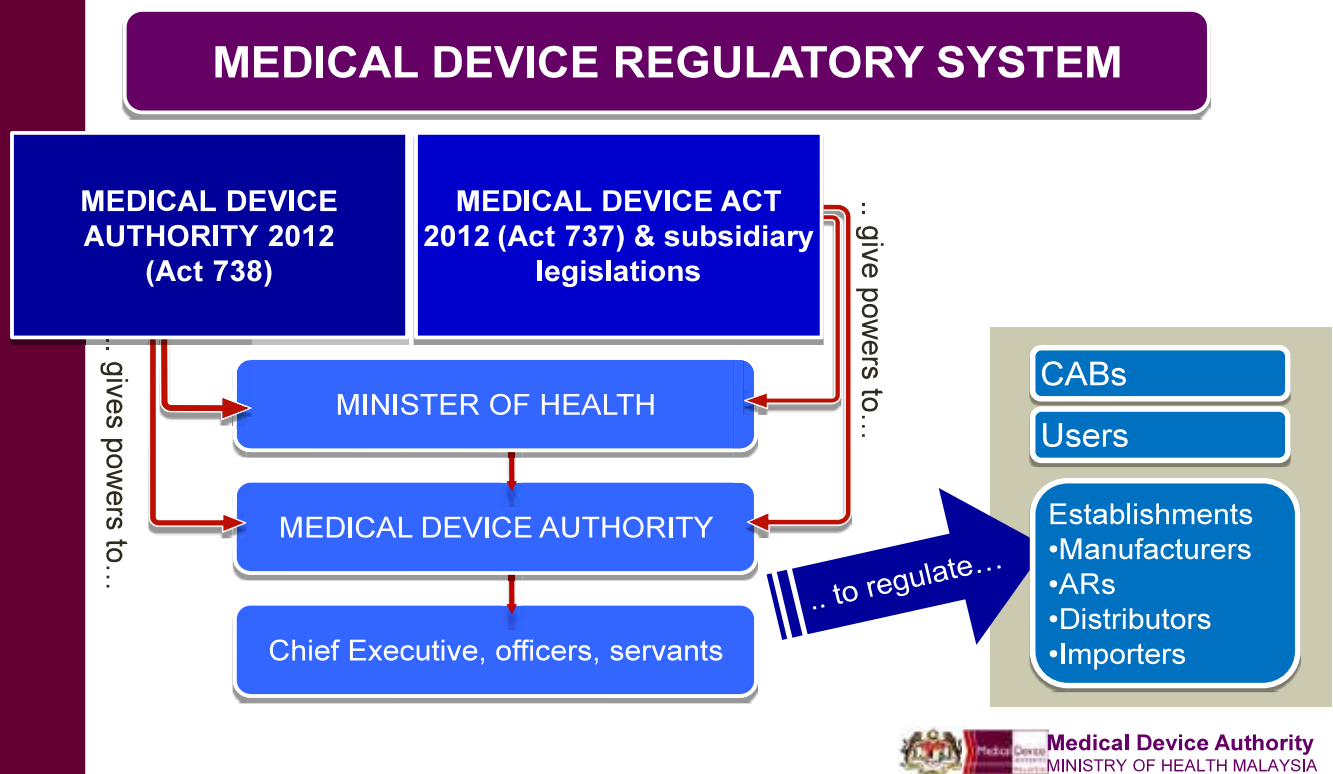 MEDICAL DEVICE REGULATORY SYSTEM
MEDICAL DEVICE
AUTHORITY 2012
(Act 738)
MEDICAL DEVICE ACT
2012 (Act 737) & subsidiary
legislations
.. gives powers to…
.. give powers to…
MINISTER OF HEALTH
MEDICAL DEVICE AUTHORITY
Chief Executive, officers, servants
.. to regulate…
CABs
Users
Establishments
•Manufacturers
•ARs
•Distributors
•Importers
Medical Device
Medical Device Authority
MINISTRY OF HEALTH MALAYSIA